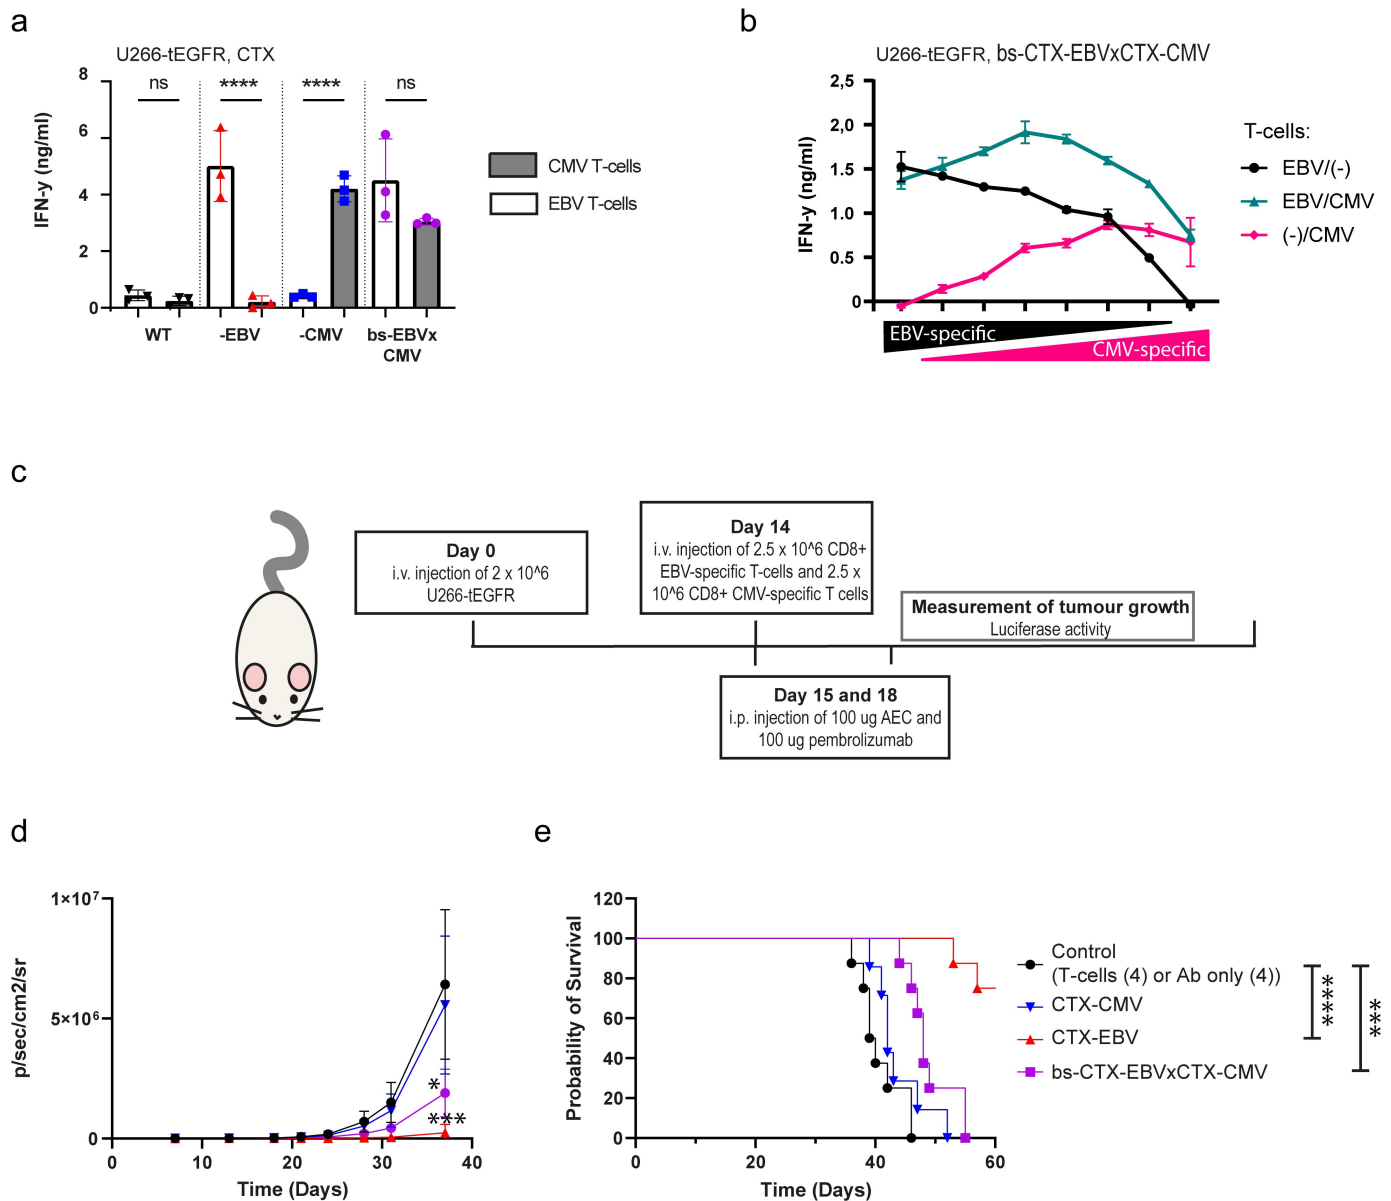 a
U266-tEGFR, CTX
IFN-y (ng/ml)
8
6
4
2
0
ns
****
****
ns
WT
-EBV
-CMV
bs-EBVx
CMV
CMV T-cells
EBV T-cells
b
U266-tEGFR, bs-CTX-EBVxCTX-CMV
IFN-y (ng/ml)
2,5
2,0
1.5
1.0
0.5
0
EBV-specific
CMV-specific
T-cells:
EBV/(-)
EBV/CMV
(-)/CMV
c
Day 0
i.v. injection of 2 x 10^6
U266-tEGFR
Day 14
i.v. injection of 2.5 x 10^6 CD8+
EBV-specific T-cells and 2.5 x
10^6 CD8+ CMV-specific T cells
Measurement of tumour growth
Luciferase activity
Day 15 and 18
i.p. injection of 100 ug AEC and
100 ug pembrolizumab
d
p/sec/cm2/sr
1×10⁷
5×10⁶
0
*
***
0
10
20
30
40
Time (Days)
e
Probability of Survival
120
100
80
60
40
20
0
0
20
40
60
Time (Days)
Control
(T-cells (4) or Ab only (4))
CTX-CMV
CTX-EBV
bs-CTX-EBVxCTX-CMV
****
***